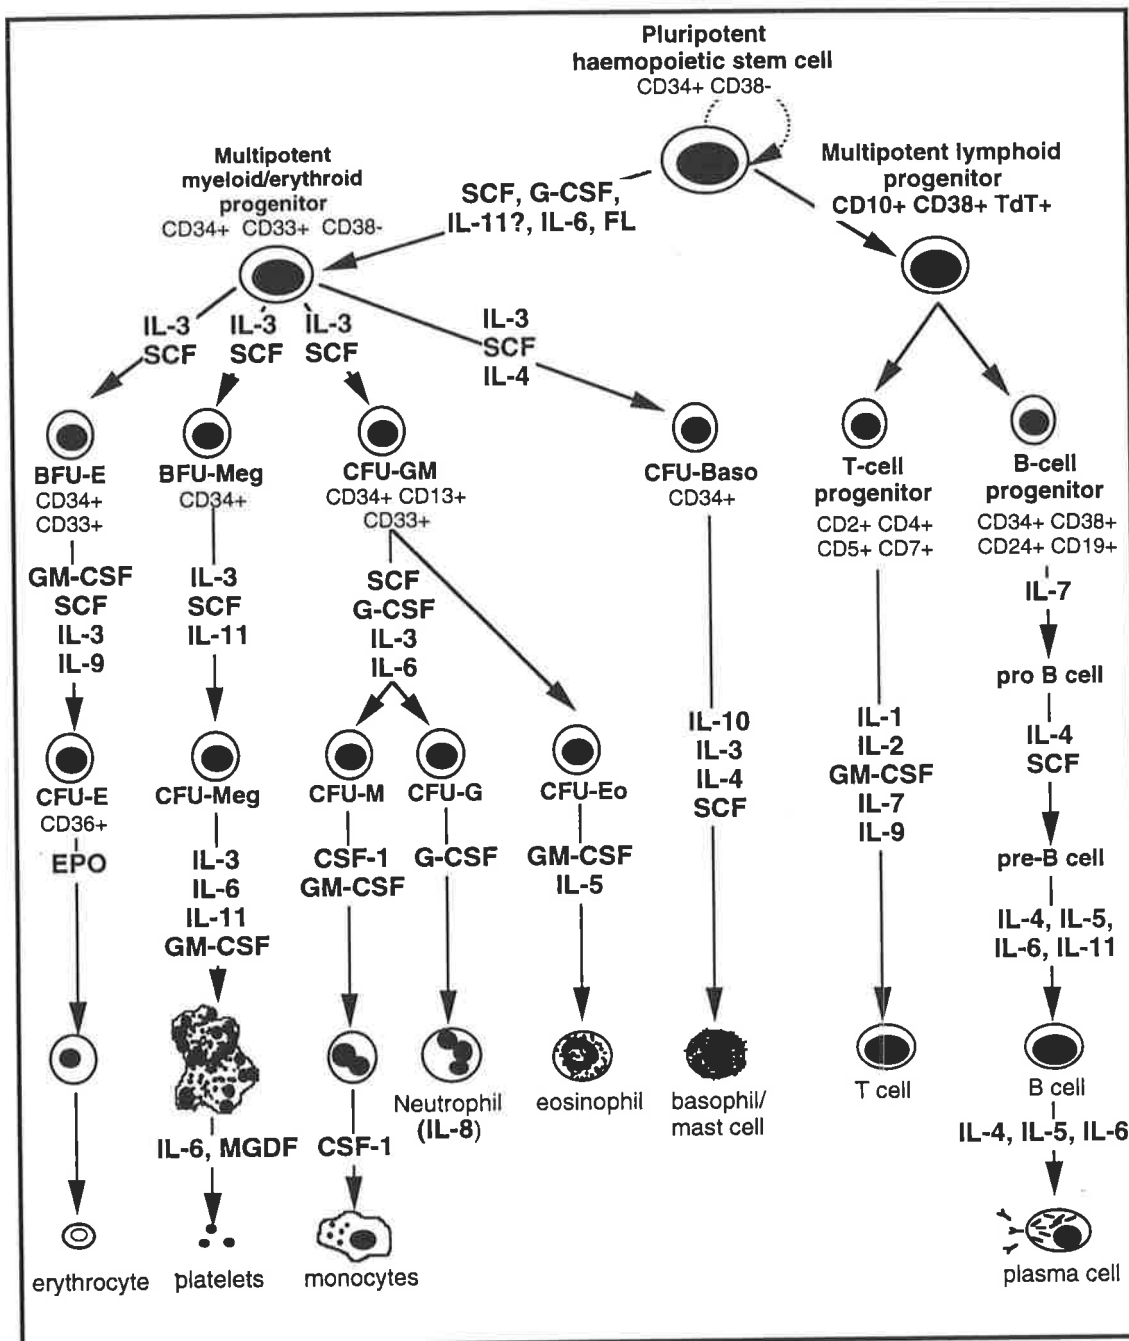 Pluripotent
haemopoietic stem cell
CD34+ CD38-
Multipotent
myeloid/erythroid
progenitor
CD34+ CD33+ CD38-
SCF, G-CSF,
IL-11?, IL-6, FL
Multipotent lymphoid
progenitor
CD10+ CD38+ TdT+
IL-3
SCF
IL-3
SCF
IL-3
SCF
IL-3
SCF
IL-4
BFU-E
CD34+
CD33+
BFU-Meg
CD34+
CFU-GM
CD34+ CD13+
CD33+
CFU-Baso
CD34+
T-cell
progenitor
CD2+ CD4+
CD5+ CD7+
B-cell
progenitor
CD34+ CD38+
CD24+ CD19+
GM-CSF
SCF
IL-3
IL-9
IL-3
SCF
IL-11
SCF
G-CSF
IL-3
IL-6
IL-10
IL-3
IL-4
SCF
IL-1
IL-2
GM-CSF
IL-7
IL-9
IL-7
pro B cell
IL-4
SCF
pre-B cell
IL-4, IL-5,
IL-6, IL-11
CFU-E
CD36+
EPO
CFU-Meg
IL-3
IL-6
IL-11
GM-CSF
CFU-M
CSF-1
GM-CSF
CFU-G
G-CSF
CFU-Eo
GM-CSF
IL-5
Neutrophil
(IL-8)
eosinophil
basophil/
mast cell
T cell
B cell
IL-6, MGDF
CSF-1
IL-4, IL-5, IL-6
erythrocyte
platelets
monocytes
plasma cell